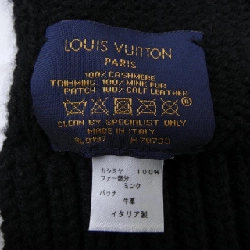 LOUIS VUITTON
PARIS
100% CASHMERE
TRIMMING: 100% MINK FUR
PATCH: 100% CALF LEATHER
CLEAN BY SPECIALIST ONLY
MADE IN ITALY
M70733
カシミヤ 100%
ファー部分
ミンク
パッチ
牛革
イタリア製